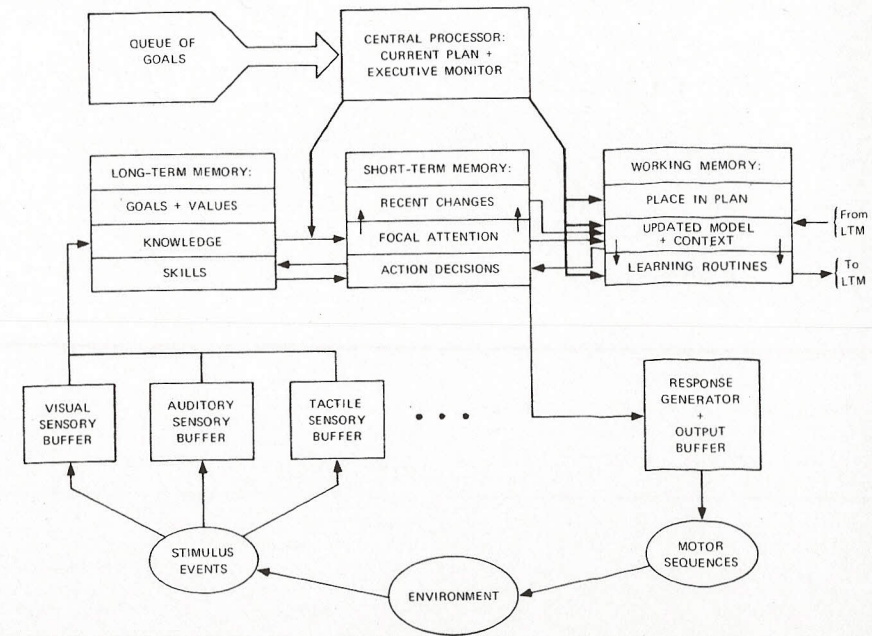 QUEUE OF
GOALS
CENTRAL PROCESSOR:
CURRENT PLAN +
EXECUTIVE MONITOR
LONG-TERM MEMORY:
GOALS + VALUES
KNOWLEDGE
SKILLS
SHORT-TERM MEMORY:
RECENT CHANGES
FOCAL ATTENTION
ACTION DECISIONS
WORKING MEMORY:
PLACE IN PLAN
UPDATED MODEL
+ CONTEXT
LEARNING ROUTINES
From
LTM
To
LTM
VISUAL
SENSORY
BUFFER
AUDITORY
SENSORY
BUFFER
TACTILE
SENSORY
BUFFER
• • •
RESPONSE
GENERATOR
+
OUTPUT
BUFFER
STIMULUS
EVENTS
ENVIRONMENT
MOTOR
SEQUENCES